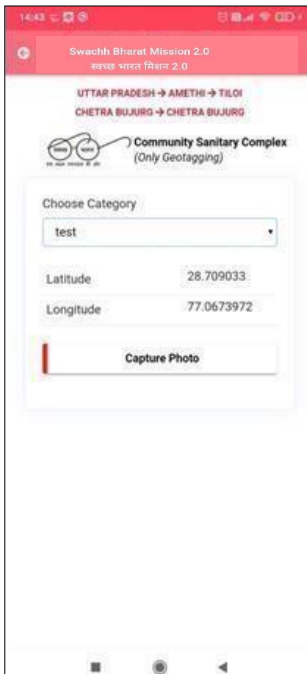 14:43
Swachh Bharat Mission 2.0
स्वच्छ भारत मिशन 2.0
UTTAR PRADESH → AMETHI → TILOI
CHETRA BUJURG → CHETRA BUJURG
Community Sanitary Complex
(Only Geotagging)
Choose Category
test
Latitude 28.709033
Longitude 77.0673972
Capture Photo